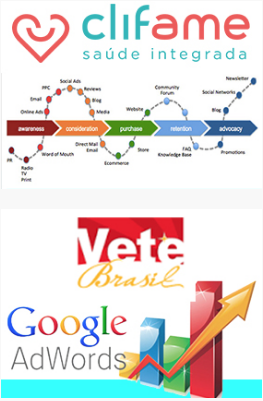 clifame
saúde integrada
Newsletter
Social Ads
Community
Forum
PPC
Reviews
Social Networks
Email
Blog
Website
Blog
Online Ads
Media
awareness
consideration
purchase
retention
advocacy
PR
Word of Mouth
Direct Mail
Email
Store
FAQ
Knowledge Base
Promotions
Radio
TV
Print
Ecommerce
Vete
Brasil
Google
AdWords